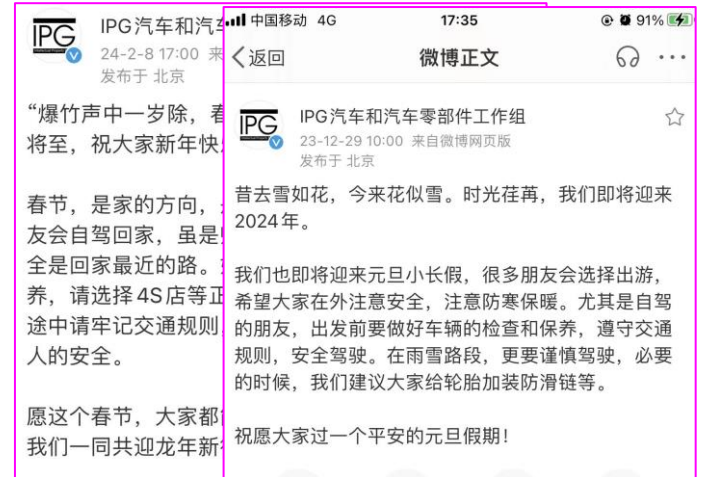 IPG
IPG汽车和汽车
24-2-8 17:00 来
发布于 北京
“爆竹声中一岁除，春
将至，祝大家新年快
春节，是家的方向，
友会自驾回家，虽是
全是回家最近的路。
养，请选择4S店等正
途中请牢记交通规则
人的安全。
愿这个春节，大家都
我们一同共迎龙年新
中国移动 4G 17:35 91%
返回 微博正文
IPG
IPG汽车和汽车零部件工作组
23-12-29 10:00 来自微博网页版
发布于 北京
昔去雪如花，今来花似雪。时光荏苒，我们即将迎来
2024年。
我们也即将迎来元旦小长假，很多朋友会选择出游，
希望大家在外注意安全，注意防寒保暖。尤其是自驾
的朋友，出发前要做好车辆的检查和保养，遵守交通
规则，安全驾驶。在雨雪路段，更要谨慎驾驶，必要
的时候，我们建议大家给轮胎加装防滑链等。
祝愿大家过一个平安的元旦假期！